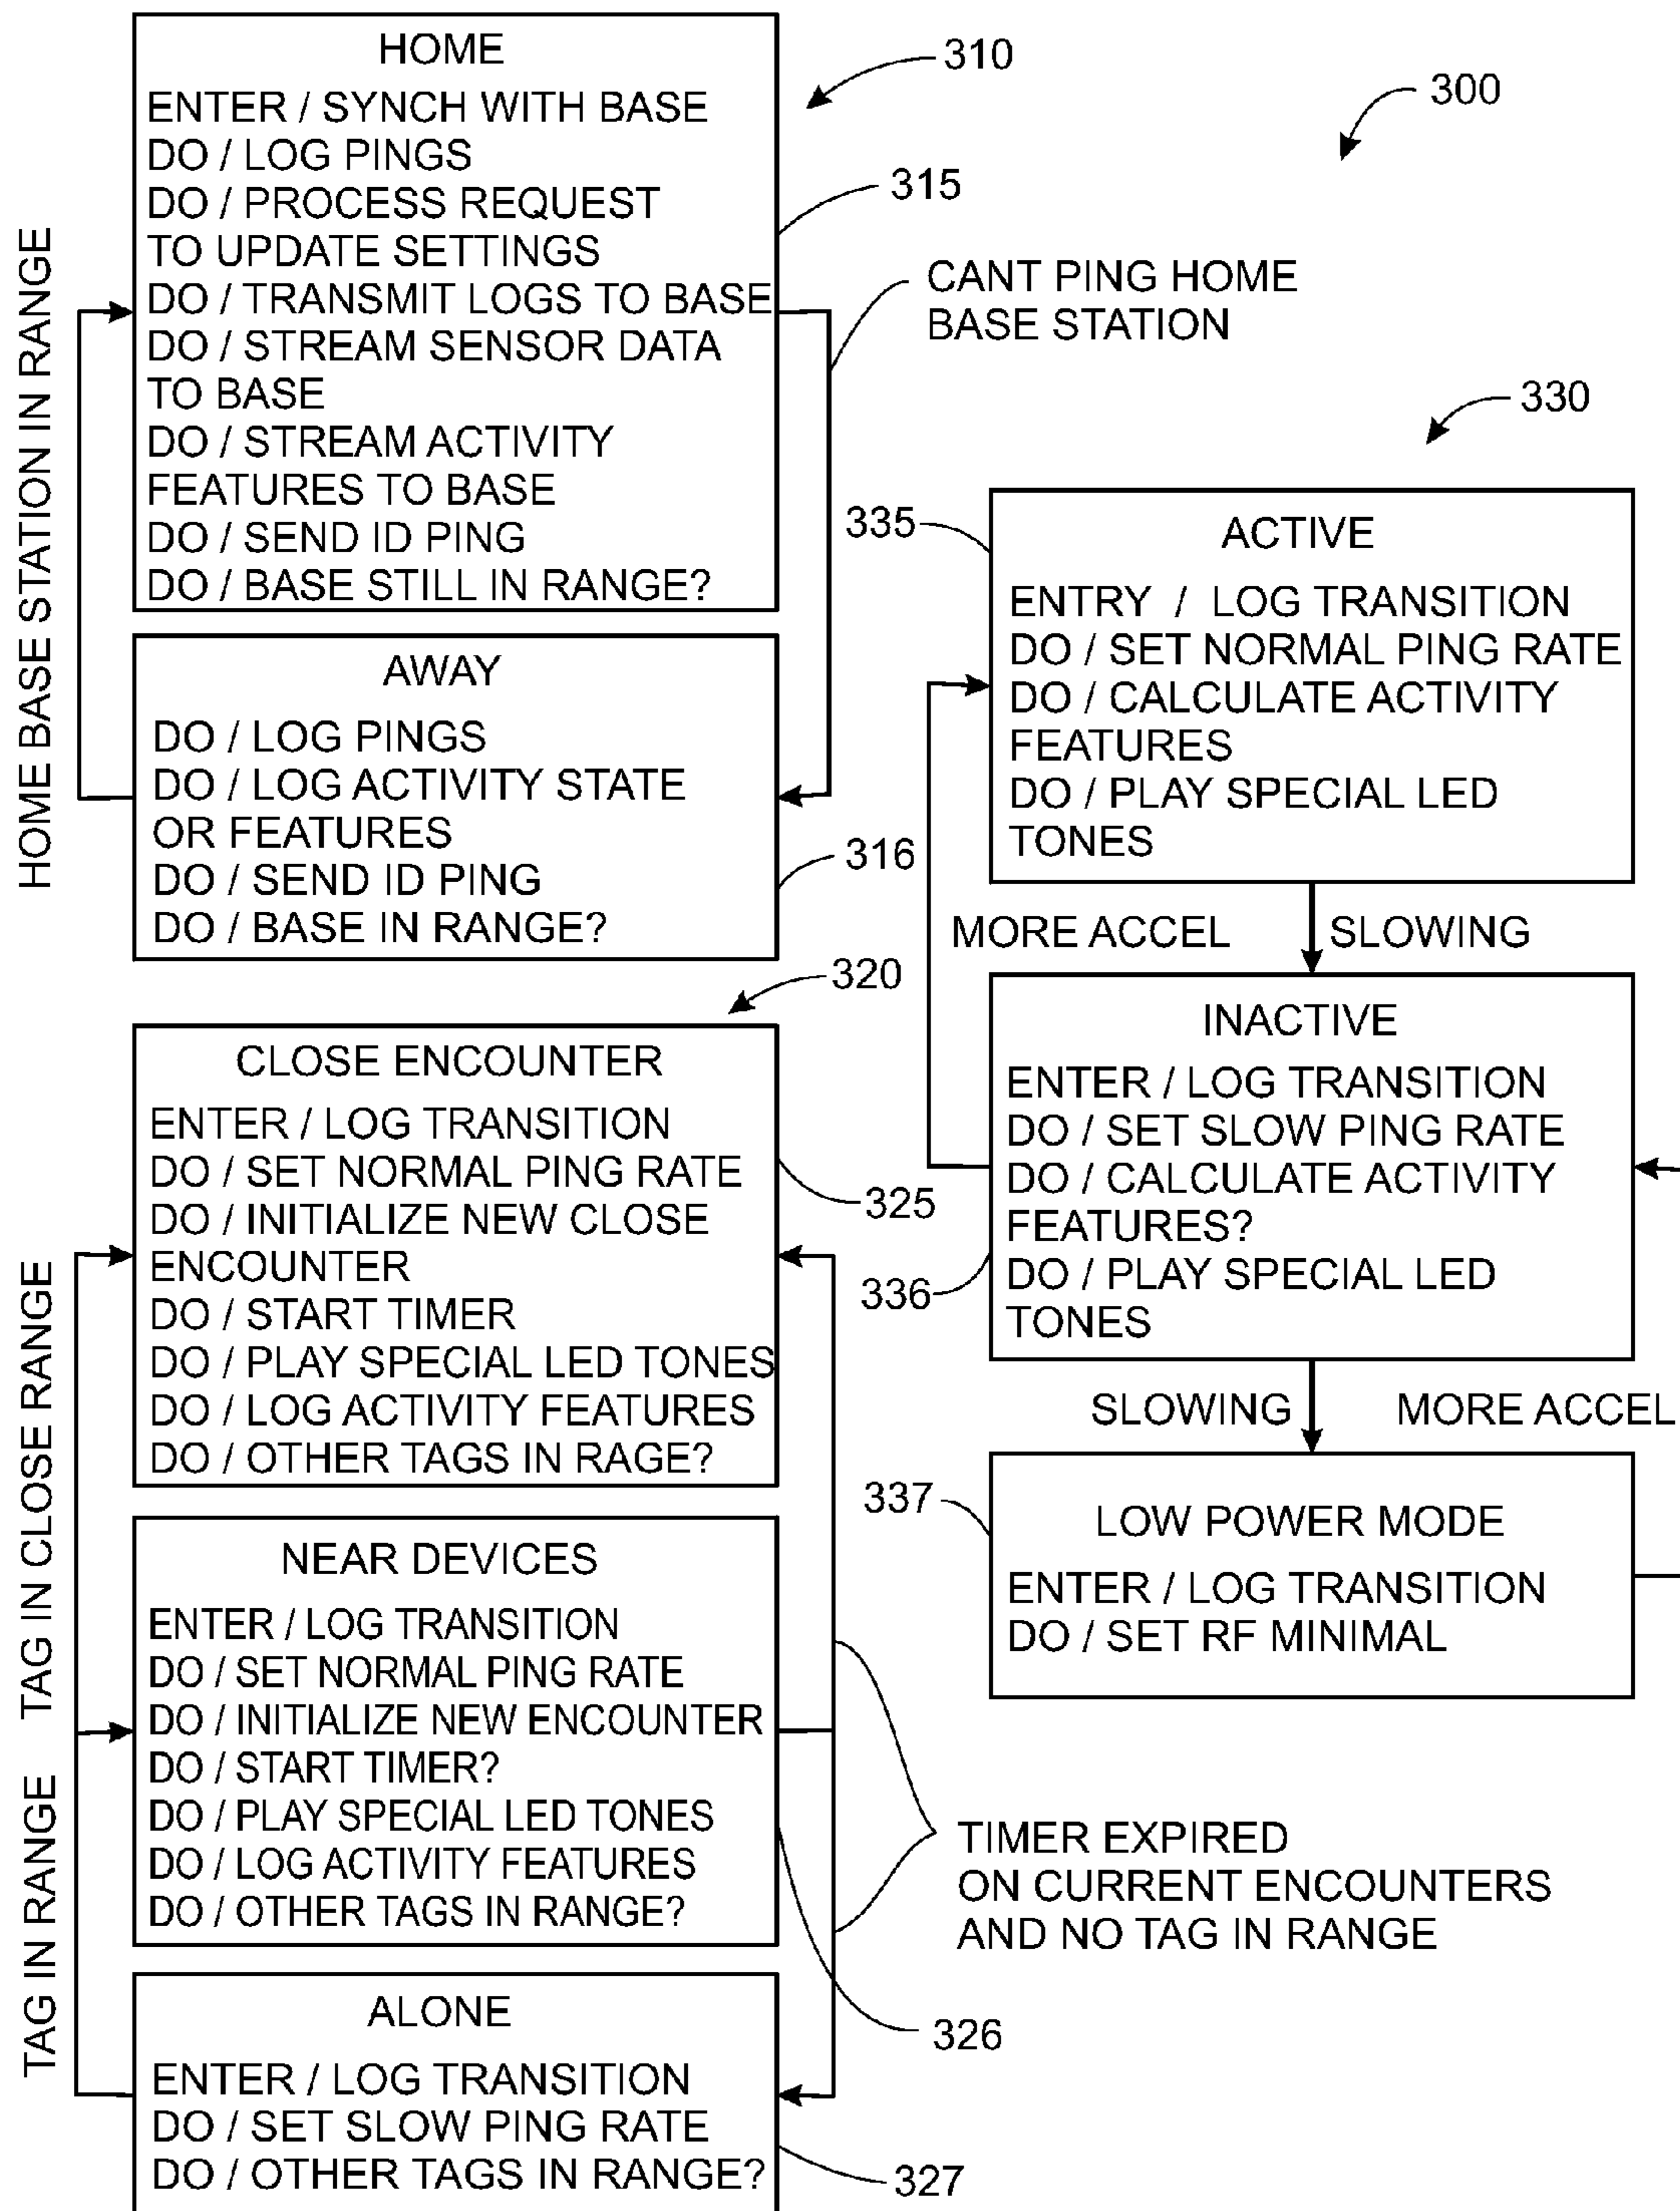 HOME
ENTER / SYNCH WITH BASE
DO / LOG PINGS
DO / PROCESS REQUEST
TO UPDATE SETTINGS
DO / TRANSMIT LOGS TO BASE
DO / STREAM SENSOR DATA
TO BASE
DO / STREAM ACTIVITY
FEATURES TO BASE
DO / SEND ID PING
DO / BASE STILL IN RANGE?
310
315
300
CANT PING HOME
BASE STATION
HOME BASE STATION IN RANGE
AWAY
DO / LOG PINGS
DO / LOG ACTIVITY STATE
OR FEATURES
DO / SEND ID PING
DO / BASE IN RANGE?
316
330
335
ACTIVE
ENTRY / LOG TRANSITION
DO / SET NORMAL PING RATE
DO / CALCULATE ACTIVITY
FEATURES
DO / PLAY SPECIAL LED
TONES
MORE ACCEL
SLOWING
INACTIVE
ENTER / LOG TRANSITION
DO / SET SLOW PING RATE
DO / CALCULATE ACTIVITY
FEATURES?
DO / PLAY SPECIAL LED
TONES
336
SLOWING
MORE ACCEL
337
LOW POWER MODE
ENTER / LOG TRANSITION
DO / SET RF MINIMAL
320
CLOSE ENCOUNTER
ENTER / LOG TRANSITION
DO / SET NORMAL PING RATE
DO / INITIALIZE NEW CLOSE
ENCOUNTER
DO / START TIMER
DO / PLAY SPECIAL LED TONES
DO / LOG ACTIVITY FEATURES
DO / OTHER TAGS IN RAGE?
325
TAG IN CLOSE RANGE
NEAR DEVICES
ENTER / LOG TRANSITION
DO / SET NORMAL PING RATE
DO / INITIALIZE NEW ENCOUNTER
DO / START TIMER?
DO / PLAY SPECIAL LED TONES
DO / LOG ACTIVITY FEATURES
DO / OTHER TAGS IN RANGE?
TIMER EXPIRED
ON CURRENT ENCOUNTERS
AND NO TAG IN RANGE
326
TAG IN RANGE
ALONE
ENTER / LOG TRANSITION
DO / SET SLOW PING RATE
DO / OTHER TAGS IN RANGE?
327